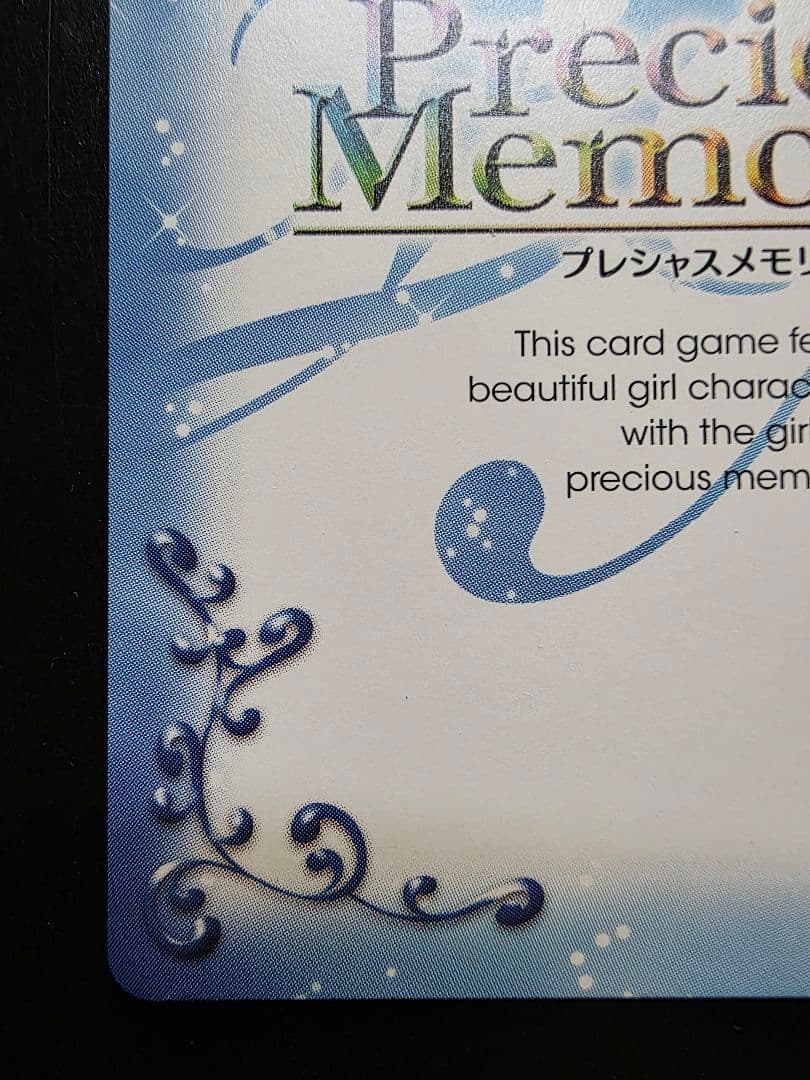 Preci
Memo
プレシャスメモリ
This card game fe
beautiful girl charac
with the girl
precious mem